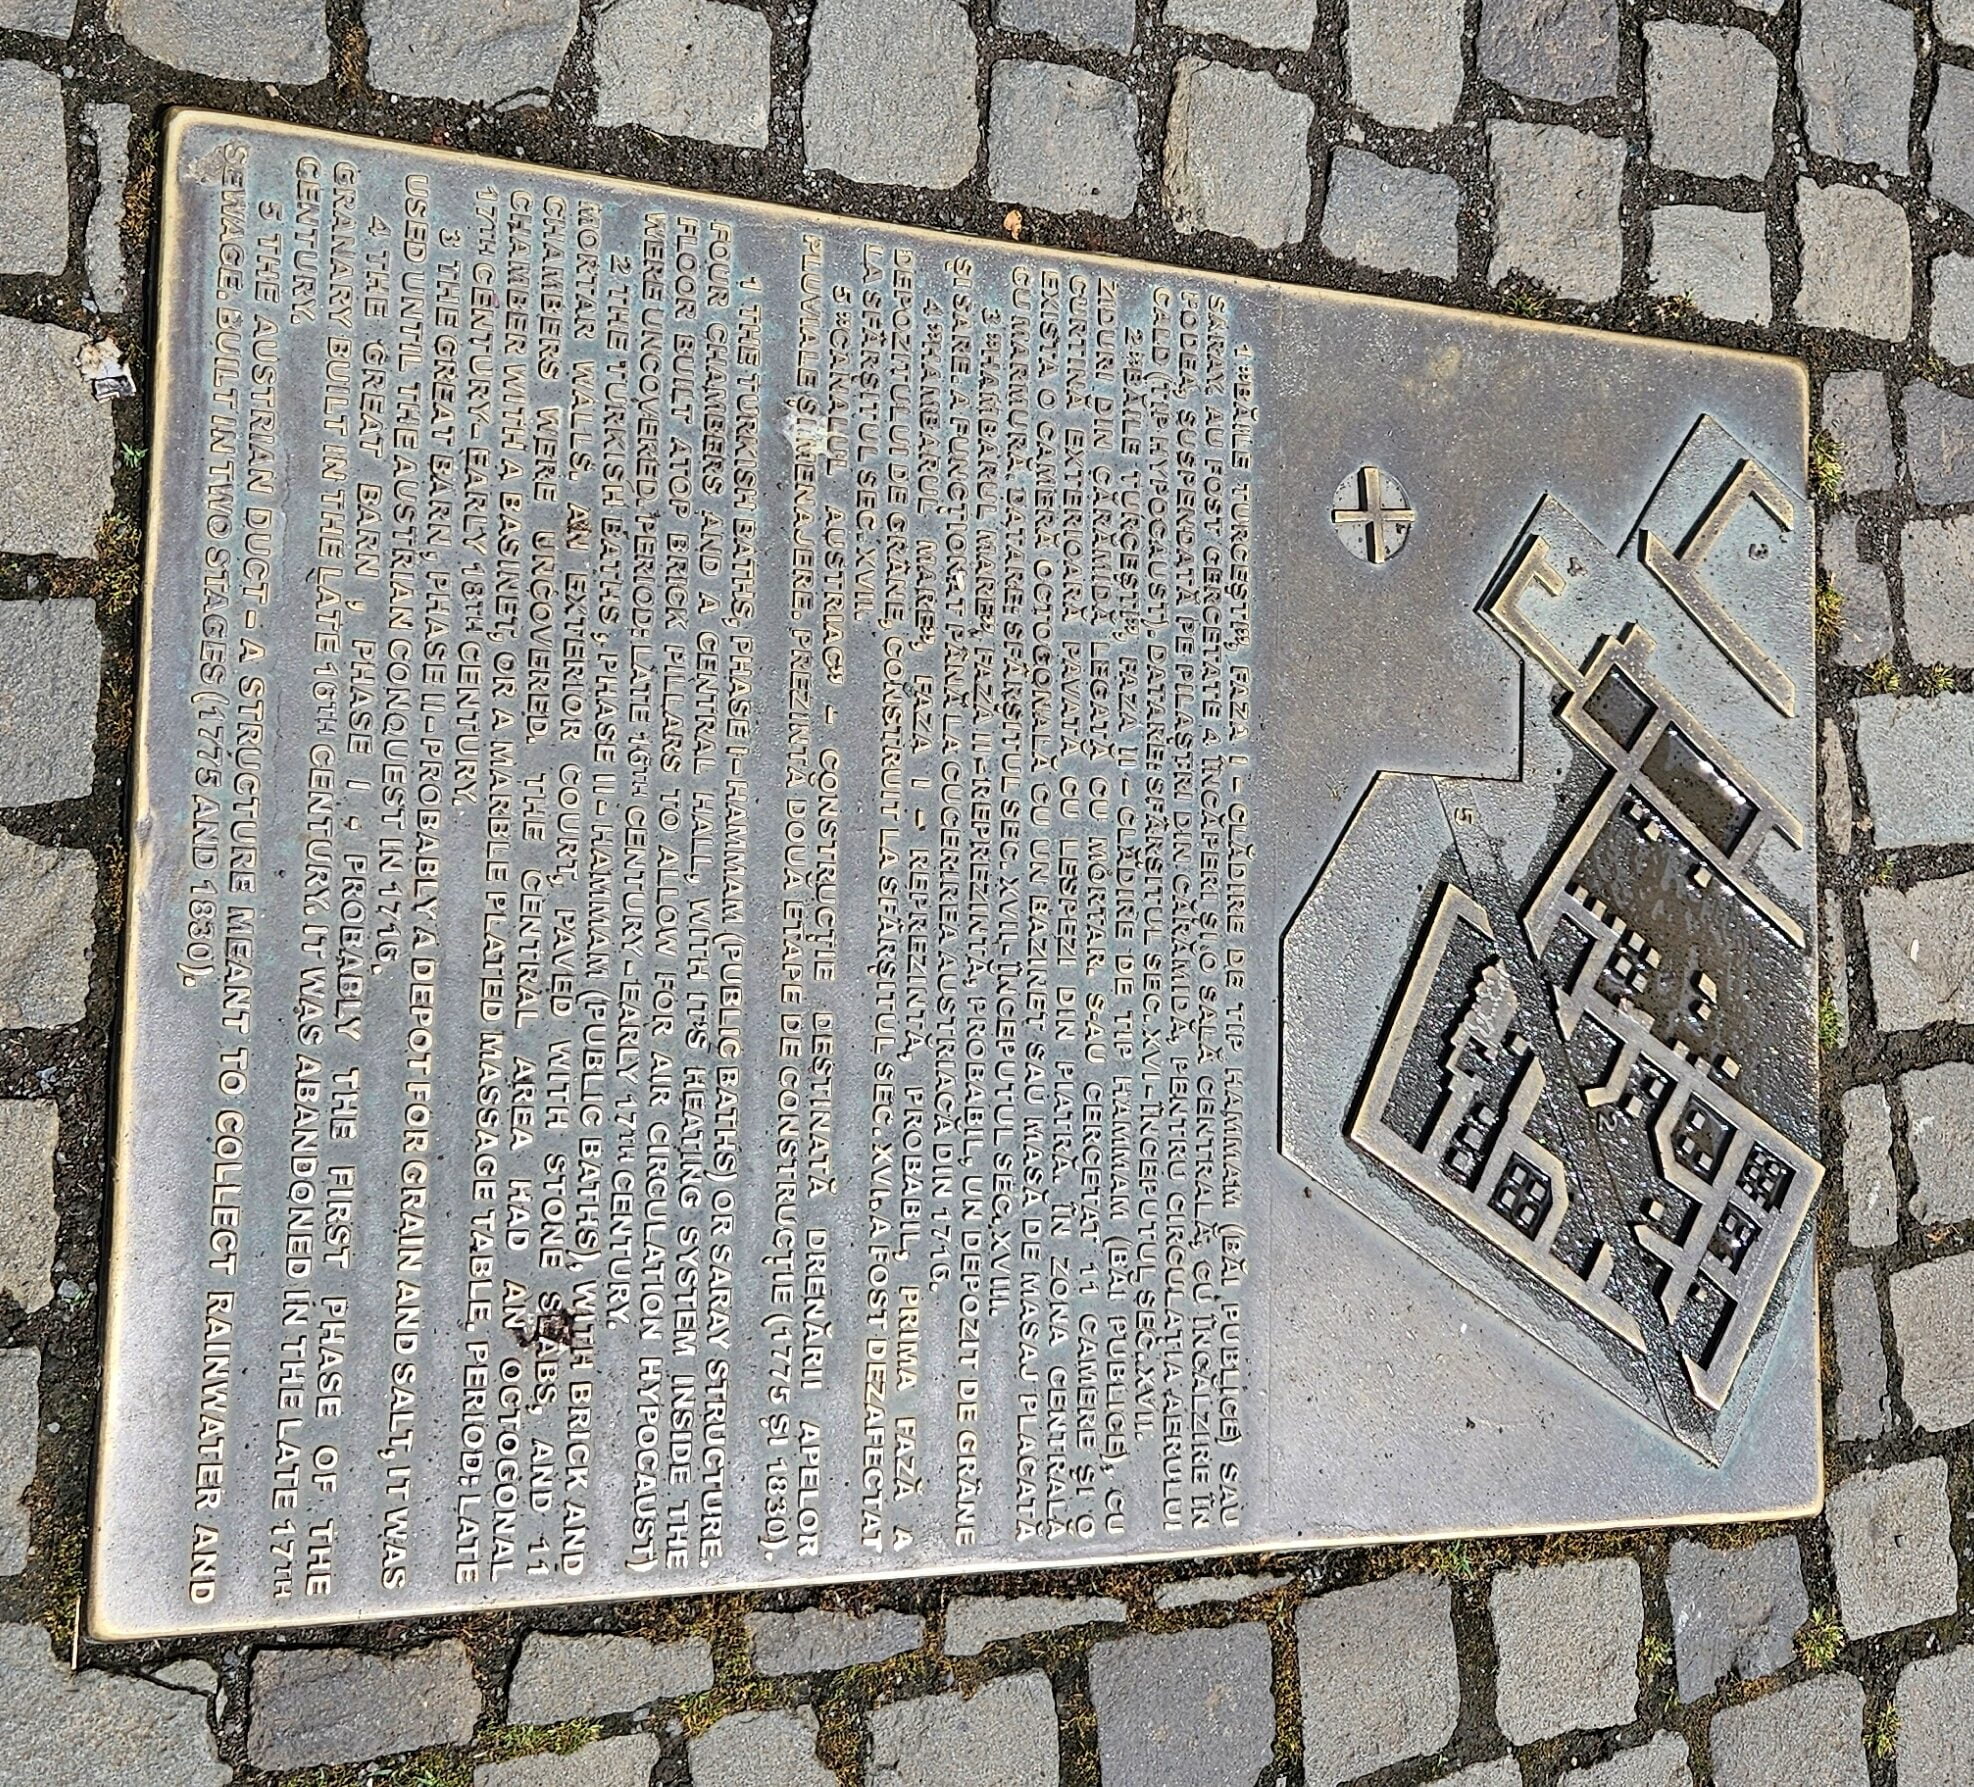 3
4
5
2
1"BĂILE TURCEȘTI", FAZA I – CLĂDIRE DE TIP HAMMAM (BĂI PUBLICE) SAU
SARAY. AU FOST CERCETATE 4 ÎNCĂPERI ȘI O SALĂ CENTRALĂ, CU ÎNCĂLZIRE ÎN
PODEA, SUSPENDATĂ PE PILAȘTRI DIN CĂRĂMIDĂ, PENTRU CIRCULAȚIA AERULUI
CALD (TIP HYPOCAUST). DATARE:SFÂRȘITUL SEC.XVI-ÎNCEPUTUL SEC.XVII.
2"BĂILE TURCEȘTI", FAZA II – CLĂDIRE DE TIP HAMMAM (BĂI PUBLICE), CU
ZIDURI DIN CĂRĂMIDĂ LEGATĂ CU MORTAR. S-AU CERCETAT 11 CAMERE ȘI O
CURTINĂ EXTERIOARĂ PAVATĂ CU LESPEZI DIN PIATRĂ. ÎN ZONA CENTRALĂ
EXISTA O CAMERĂ OCTOGONALĂ CU UN BAZINET SAU MASĂ DE MASAJ PLACATĂ
CU MARMURĂ. DATARE: SFÂRȘITUL SEC. XVII-ÎNCEPUTUL SEC.XVIII.
3"HAMBARUL MARE", FAZA II-REPREZINTĂ, PROBABIL, UN DEPOZIT DE GRÂNE
ȘI SARE. A FUNCȚIONAT PÂNĂ LA CUCERIREA AUSTRIACĂ DIN 1716.
4"HAMBARUL MARE", FAZA I – REPREZINTĂ, PROBABIL, PRIMA FAZĂ A
DEPOZITULUI DE GRÂNE, CONSTRUIT LA SFÂRȘITUL SEC. XVI. A FOST DEZAFECTAT
LA SFÂRȘITUL SEC.XVII.
5"CANALUL AUSTRIAC" – CONSTRUCȚIE DESTINATĂ DRENĂRII APELOR
PLUVIALE ȘI MENAJERE. PREZINTĂ DOUĂ ETAPE DE CONSTRUCȚIE (1775 ȘI 1830).
1 THE TURKISH BATHS, PHASE I- HAMMAM (PUBLIC BATHS) OR SARAY STRUCTURE.
FOUR CHAMBERS AND A CENTRAL HALL, WITH IT'S HEATING SYSTEM INSIDE THE
FLOOR BUILT ATOP BRICK PILLARS TO ALLOW FOR AIR CIRCULATION HYPOCAUST)
WERE UNCOVERED. PERIOD: LATE 16TH CENTURY -EARLY 17TH CENTURY.
2 THE TURKISH BATHS , PHASE II- HAMMAM (PUBLIC BATHS), WITH BRICK AND
MORTAR WALLS. AN EXTERIOR COURT, PAVED WITH STONE SLABS, AND 11
CHAMBERS WERE UNCOVERED. THE CENTRAL AREA HAD AN OCTOGONAL
CHAMBER WITH A BASINET, OR A MARBLE PLATED MASSAGE TABLE. PERIOD: LATE
17TH CENTURY- EARLY 18TH CENTURY.
3 THE GREAT BARN, PHASE II-PROBABLY A DEPOT FOR GRAIN AND SALT, IT WAS
USED UNTIL THE AUSTRIAN CONQUEST IN 1716.
4 THE GREAT BARN , PHASE I - PROBABLY THE FIRST PHASE OF THE
GRANARY BUILT IN THE LATE 16TH CENTURY. IT WAS ABANDONED IN THE LATE 17TH
CENTURY.
5 THE AUSTRIAN DUCT – A STRUCTURE MEANT TO COLLECT RAINWATER AND
SEWAGE. BUILT IN TWO STAGES (1775 AND 1830).